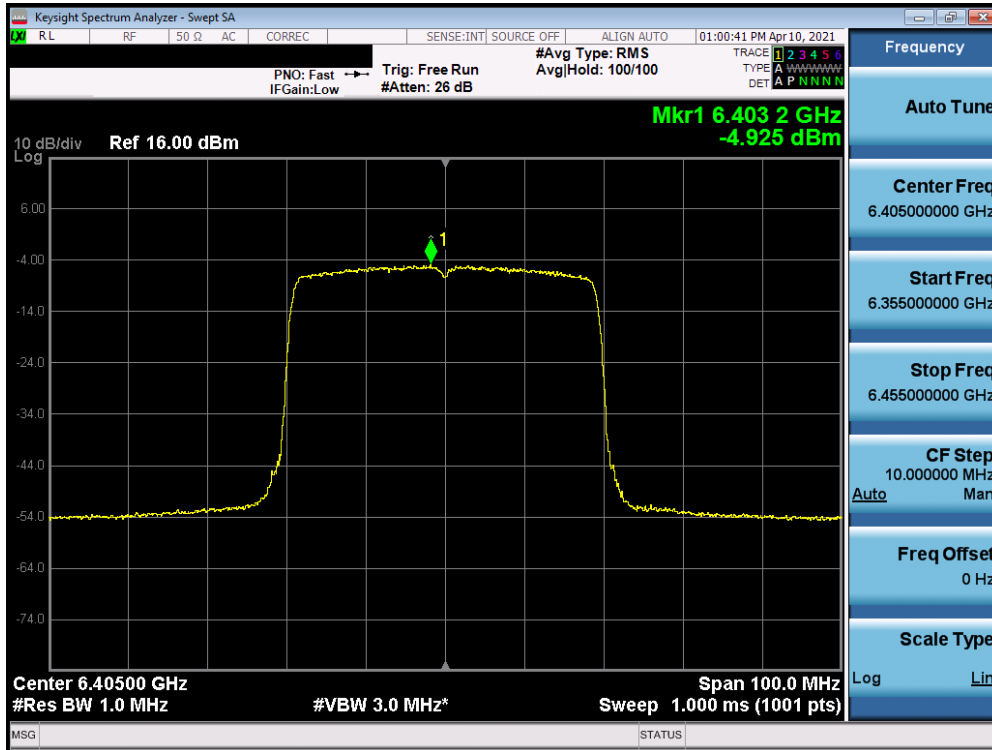 Keysight Spectrum Analyzer - Swept SA
LXI RL RF 50 Ω AC CORREC SENSE:INT SOURCE OFF ALIGN AUTO 01:00:41 PM Apr 10, 2021
PNO: Fast
IFGain:Low
Trig: Free Run
#Atten: 26 dB
#Avg Type: RMS
Avg|Hold: 100/100
TRACE 1 2 3 4 5 6
TYPE A W W W W W
DET A P N N N N
Mkr1 6.403 2 GHz
-4.925 dBm
10 dB/div Ref 16.00 dBm
Log
1
6.00
-4.00
-14.0
-24.0
-34.0
-44.0
-54.0
-64.0
-74.0
Center 6.40500 GHz Span 100.0 MHz
#Res BW 1.0 MHz #VBW 3.0 MHz* Sweep 1.000 ms (1001 pts)
MSG STATUS
Frequency
Auto Tune
Center Freq
6.405000000 GHz
Start Freq
6.355000000 GHz
Stop Freq
6.455000000 GHz
CF Step
10.000000 MHz
Auto Man
Freq Offset
0 Hz
Scale Type
Log Lin